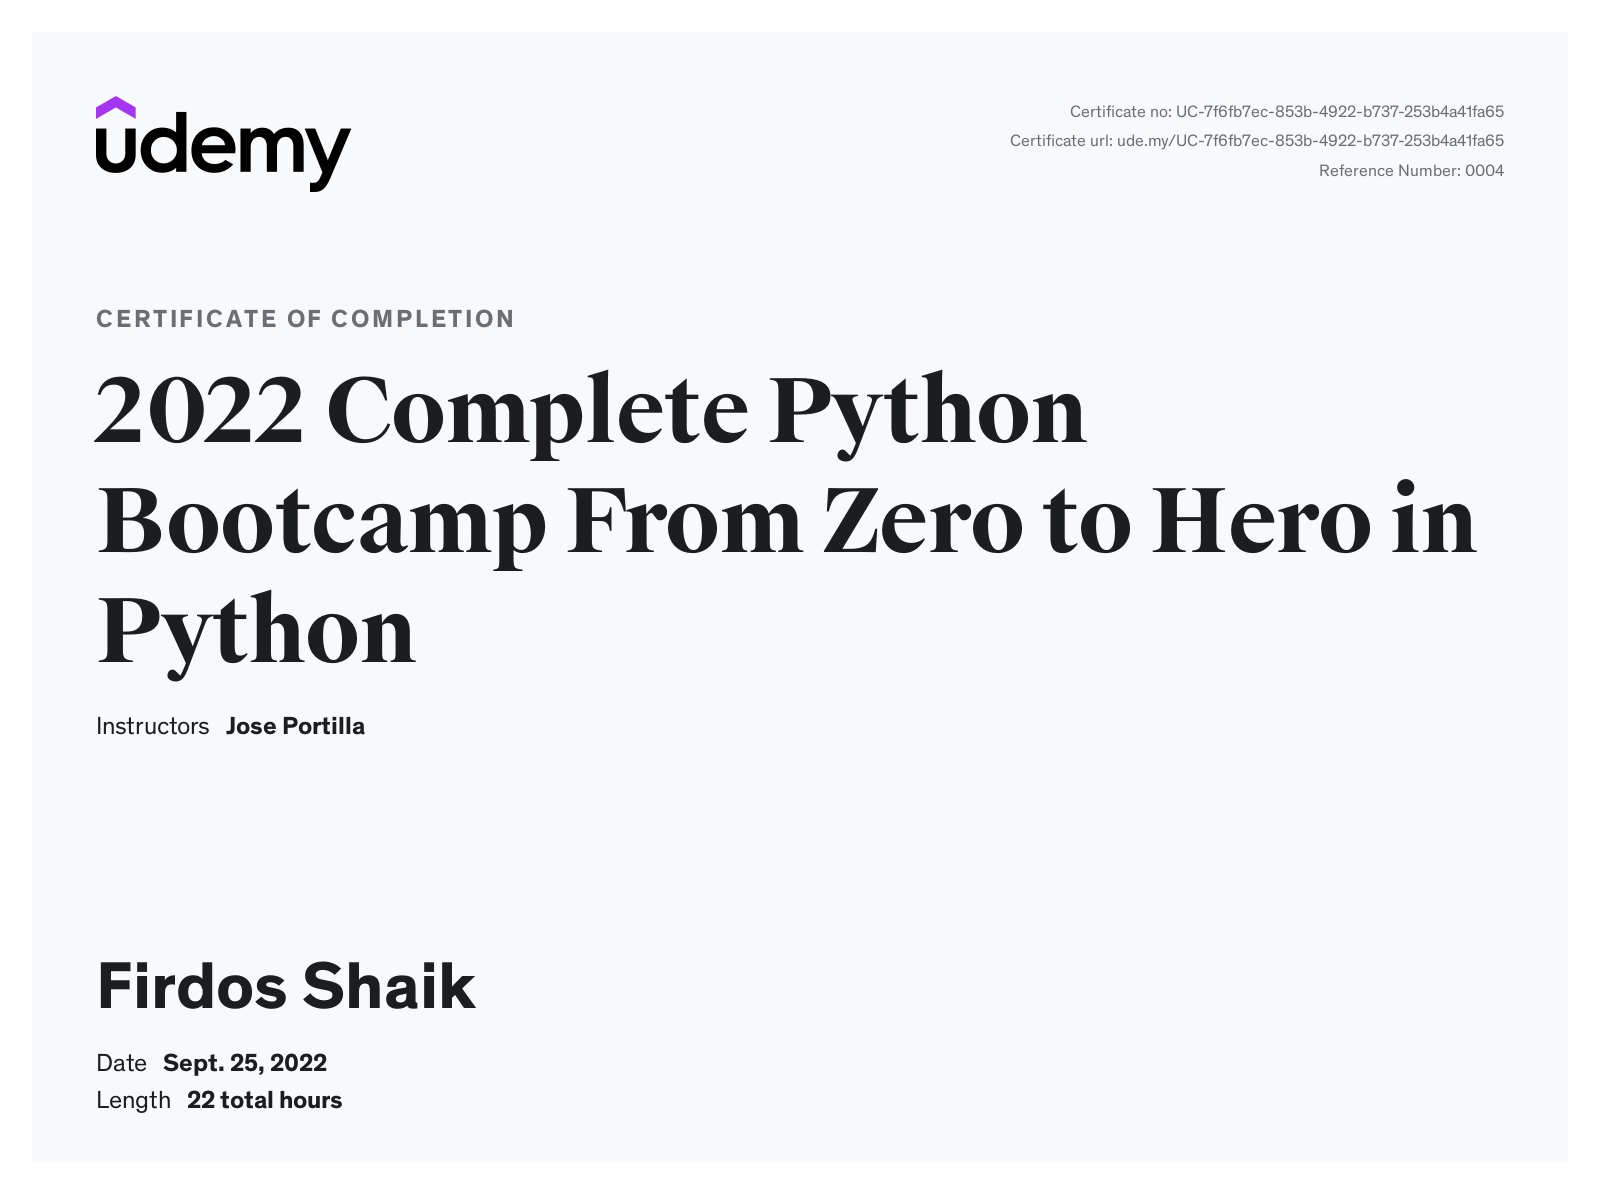 udemy
Certificate no: UC-7f6fb7ec-853b-4922-b737-253b4a41fa65
Certificate url: ude.my/UC-7f6fb7ec-853b-4922-b737-253b4a41fa65
Reference Number: 0004
CERTIFICATE OF COMPLETION
2022 Complete Python
Bootcamp From Zero to Hero in
Python
Instructors Jose Portilla
Firdos Shaik
Date Sept. 25, 2022
Length 22 total hours